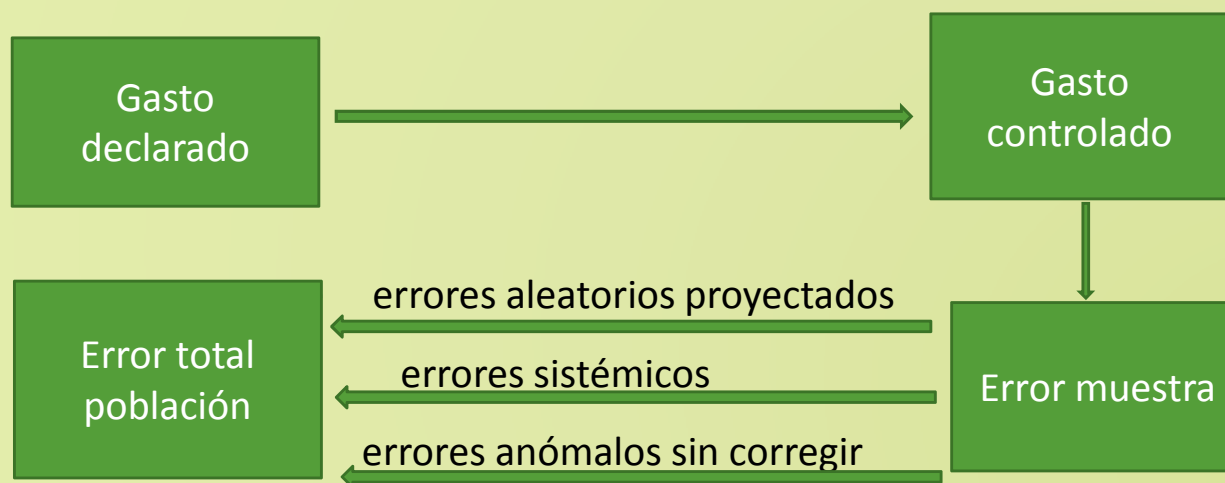 Gasto
declarado
Gasto
controlado
errores aleatorios proyectados
Error total
población
errores sistémicos
Error muestra
errores anómalos sin corregir